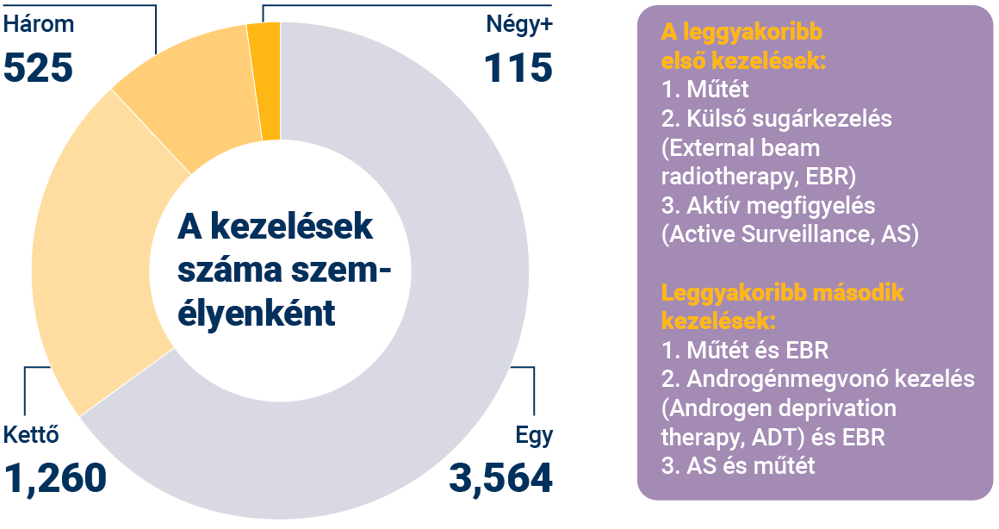 Három
525
Négy+
115
A kezelések
száma szem-
élyenként
Kettő
1,260
Egy
3,564
A leggyakoribb
első kezelések:
1. Műtét
2. Külső sugárkezelés
(External beam
radiotherapy, EBR)
3. Aktív megfigyelés
(Active Surveillance, AS)
Leggyakoribb második
kezelések:
1. Műtét és EBR
2. Androgénmegvonó kezelés
(Androgen deprivation
therapy, ADT) és EBR
3. AS és műtét